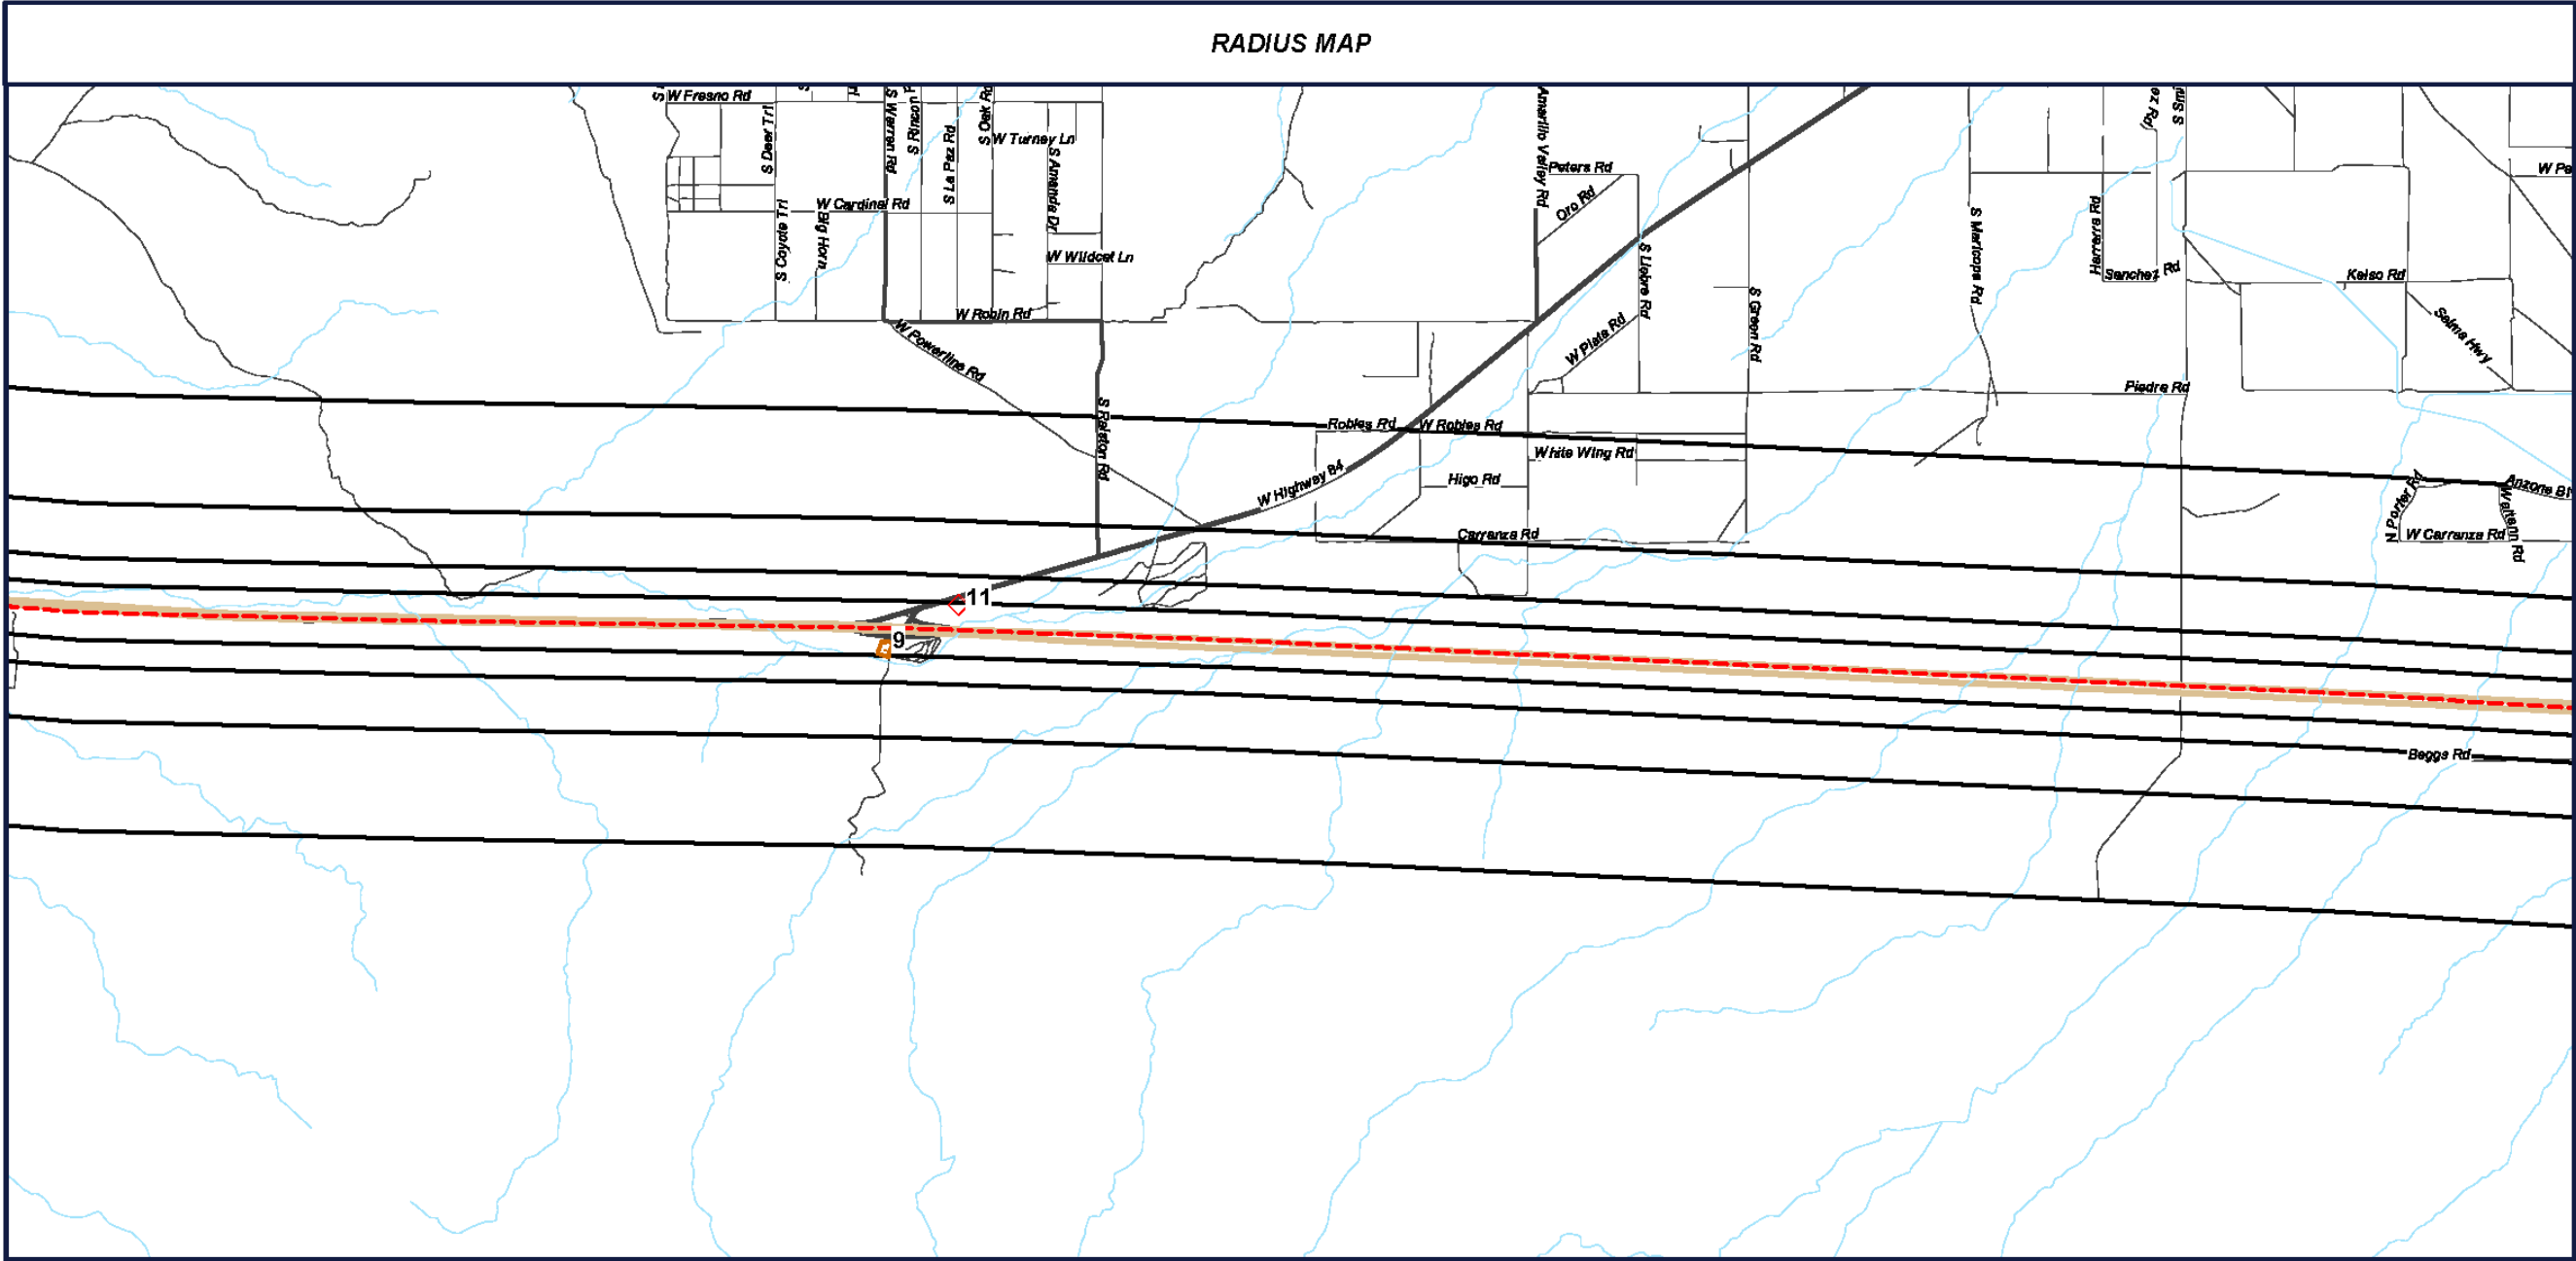 RADIUS MAP
W Fresno Rd
S Deer Trl
S Warren Rd
S Rincon
S La Paz Rd
S Oak Rd
W Turney Ln
S Amanda Dr
W Cardinal Rd
S Coyote Trl
Big Horn
W Wildcat Ln
W Robin Rd
W Powerline Rd
S Ralston Rd
Amarillo Valley Rd
Peters Rd
Oro Rd
S Liebre Rd
W Plata Rd
S Green Rd
S Maricopa Rd
ez Rd
Herrera Rd
Sanchez Rd
W Pe
Kelso Rd
Selma Hwy
Piedra Rd
Robles Rd
W Robles Rd
White Wing Rd
W Highway 84
Higo Rd
Carranza Rd
N Porter Rd
W Carranza Rd
11
9
Beggs Rd